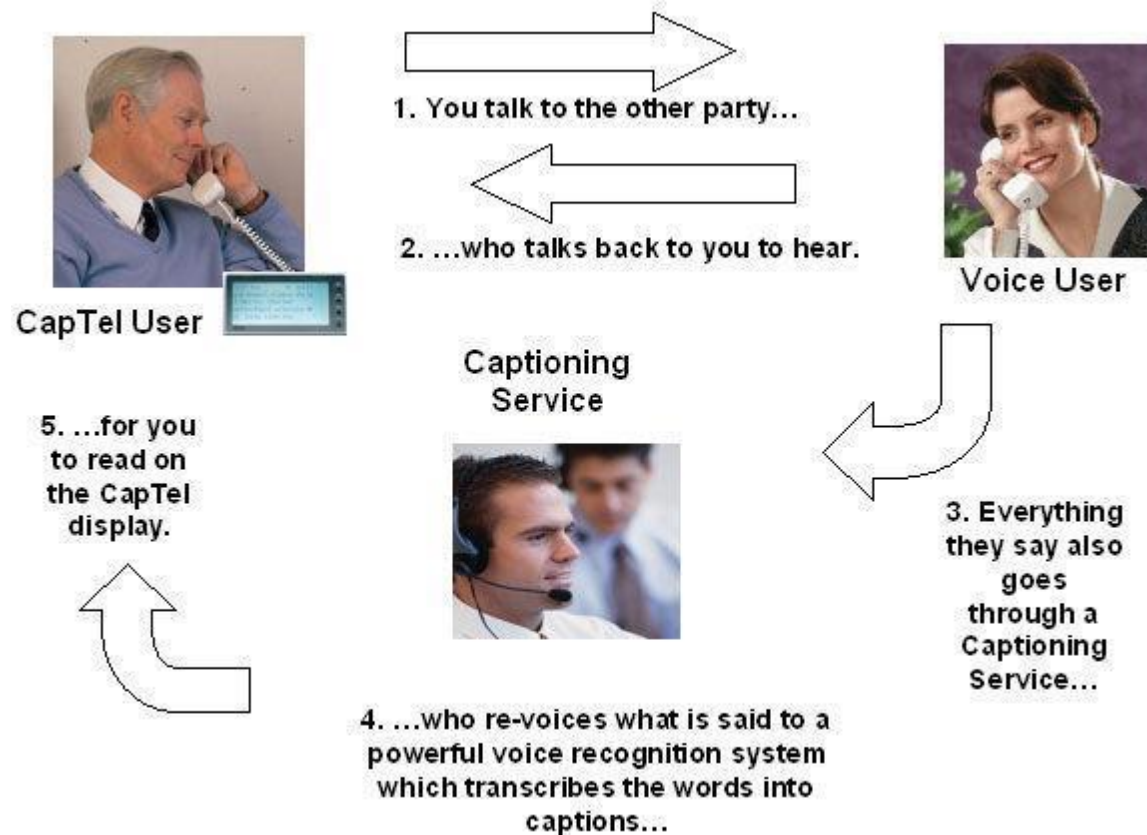 1. You talk to the other party...
2. ...who talks back to you to hear.
CapTel User
Voice User
Captioning
Service
3. Everything
they say also
goes
through a
Captioning
Service...
4. ...who re-voices what is said to a
powerful voice recognition system
which transcribes the words into
captions...
5. ...for you
to read on
the CapTel
display.